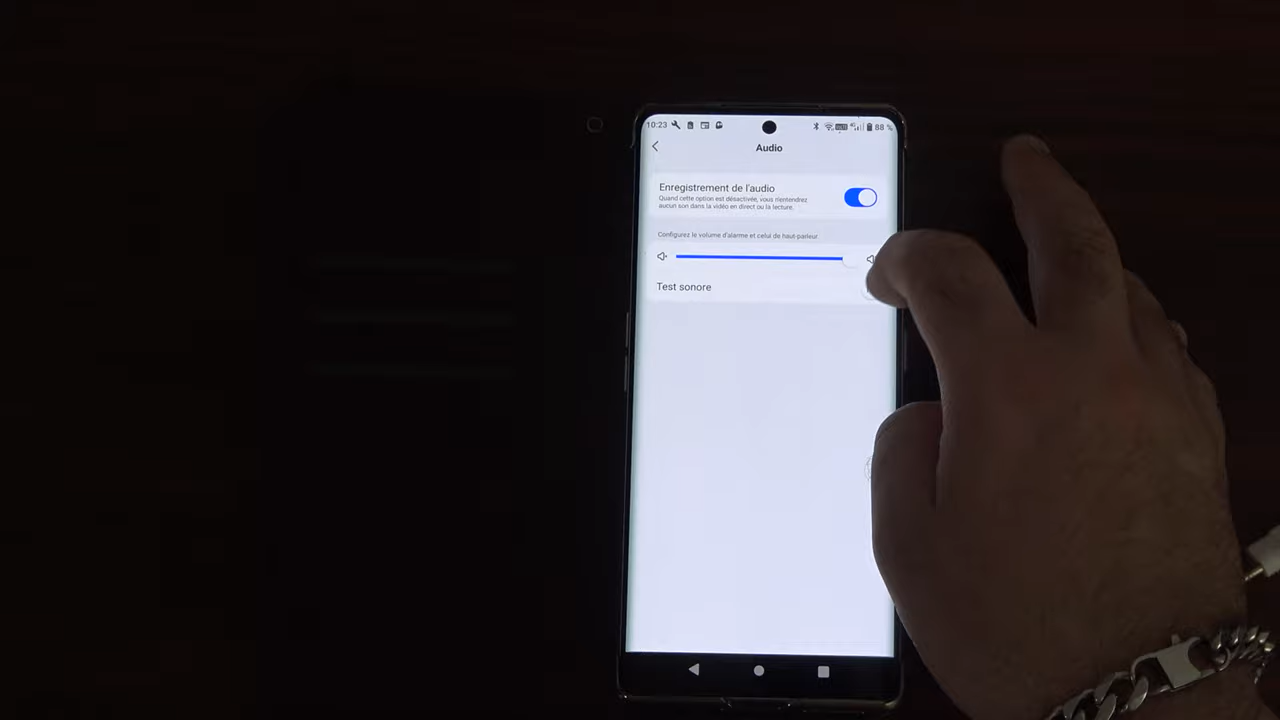 10:23 88 %
Audio
Enregistrement de l'audio
Quand cette option est désactivée, vous n'entendrez
aucun son dans la vidéo en direct ou la lecture.
Configurez le volume d'alarme et celui de haut-parleur
Test sonore